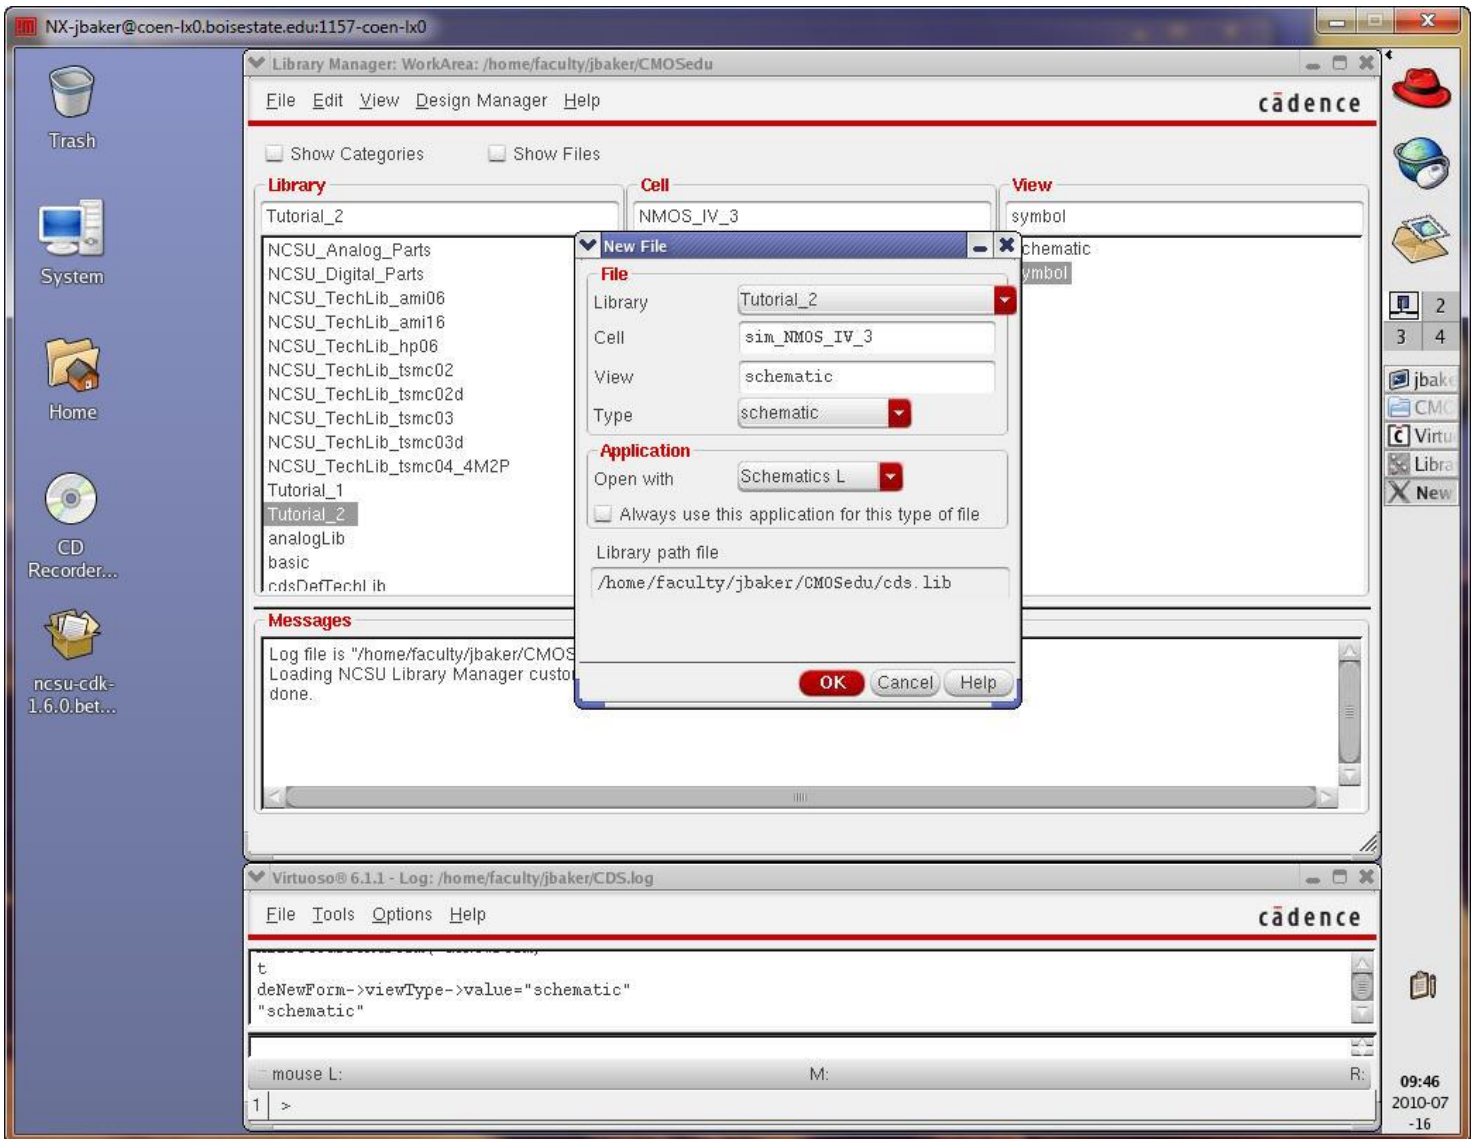 NX-jbaker@coen-lx0.boisestate.edu:1157-coen-lx0
Trash
System
Home
CD
Recorder...
ncsu-cdk-
1.6.0.bet...
Library Manager: WorkArea: /home/faculty/jbaker/CMOSedu
File Edit View Design Manager Help
cādence
Show Categories Show Files
Library Cell View
Tutorial_2 NMOS_IV_3 symbol
NCSU_Analog_Parts
NCSU_Digital_Parts
NCSU_TechLib_ami06
NCSU_TechLib_ami16
NCSU_TechLib_hp06
NCSU_TechLib_tsmc02
NCSU_TechLib_tsmc02d
NCSU_TechLib_tsmc03
NCSU_TechLib_tsmc03d
NCSU_TechLib_tsmc04_4M2P
Tutorial_1
Tutorial_2
analogLib
basic
cdsDefTechLib
chematic
ymbol
New File
File
Library Tutorial_2
Cell sim_NMOS_IV_3
View schematic
Type schematic
Application
Open with Schematics L
Always use this application for this type of file
Library path file
/home/faculty/jbaker/CMOSedu/cds.lib
OK Cancel Help
Messages
Log file is "/home/faculty/jbaker/CMOS
Loading NCSU Library Manager custo
done.
Virtuoso® 6.1.1 - Log: /home/faculty/jbaker/CDS.log
File Tools Options Help
cādence
t
deNewForm->viewType->value="schematic"
"schematic"
mouse L: M: R:
1 >
2
3 4
jbake
CMO
Virtu
Libra
New
09:46
2010-07
-16